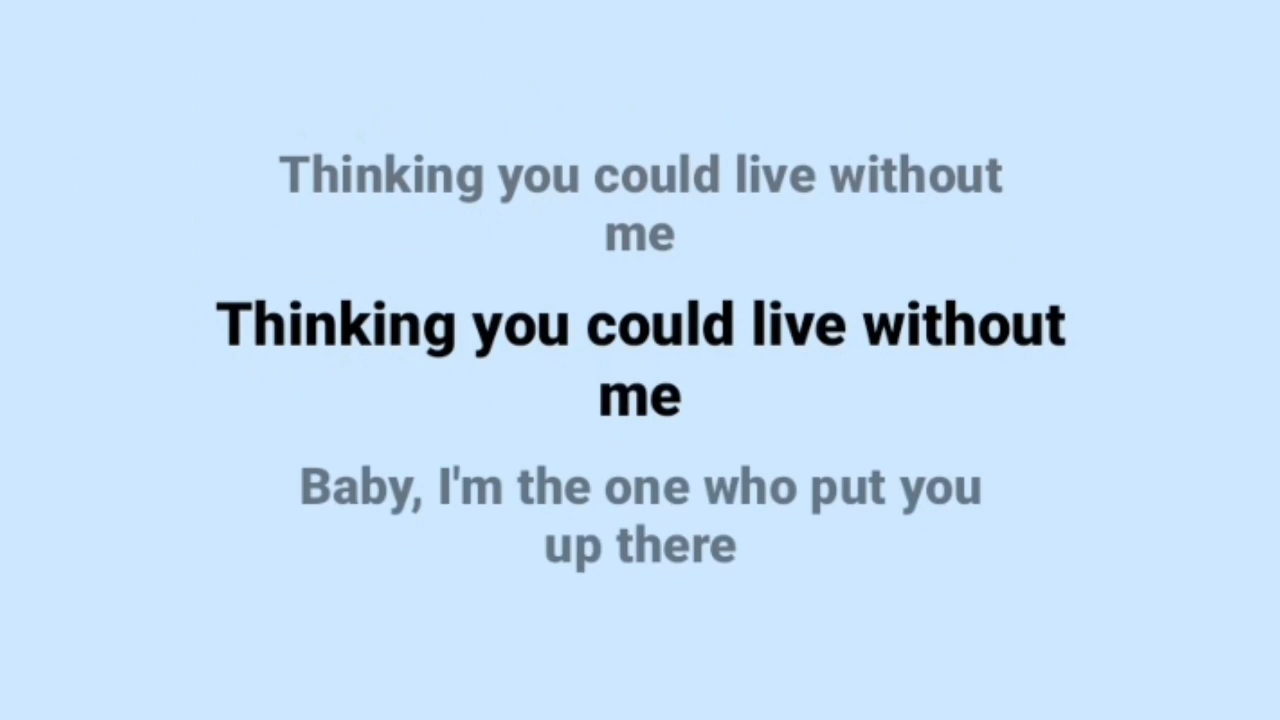 Thinking you could live without
me
Thinking you could live without
me
Baby, I'm the one who put you
up there